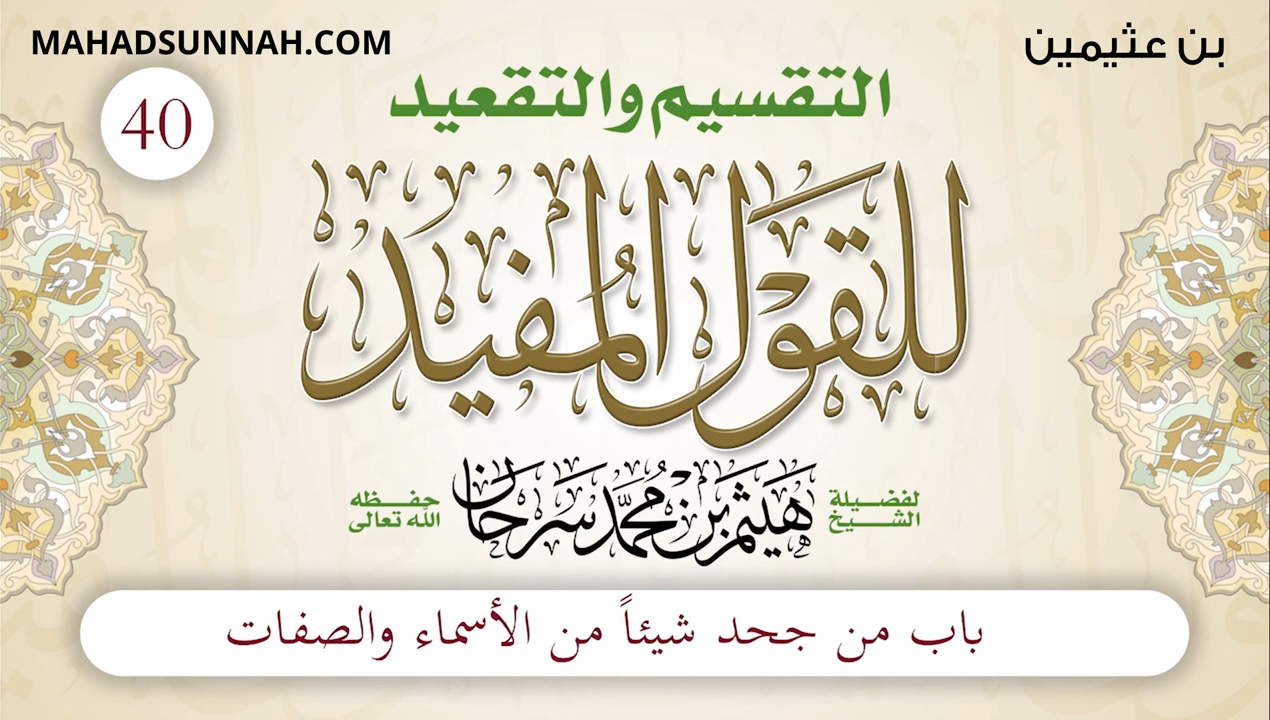 MAHADSUNNAH.COM
بن عثيمين
40
التقسيم والتقعيد
للقول المفيد
لفضيلة الشيخ هيثم بن محمد سرحان حفظه الله تعالى
باب من جحد شيئاً من الأسماء والصفات